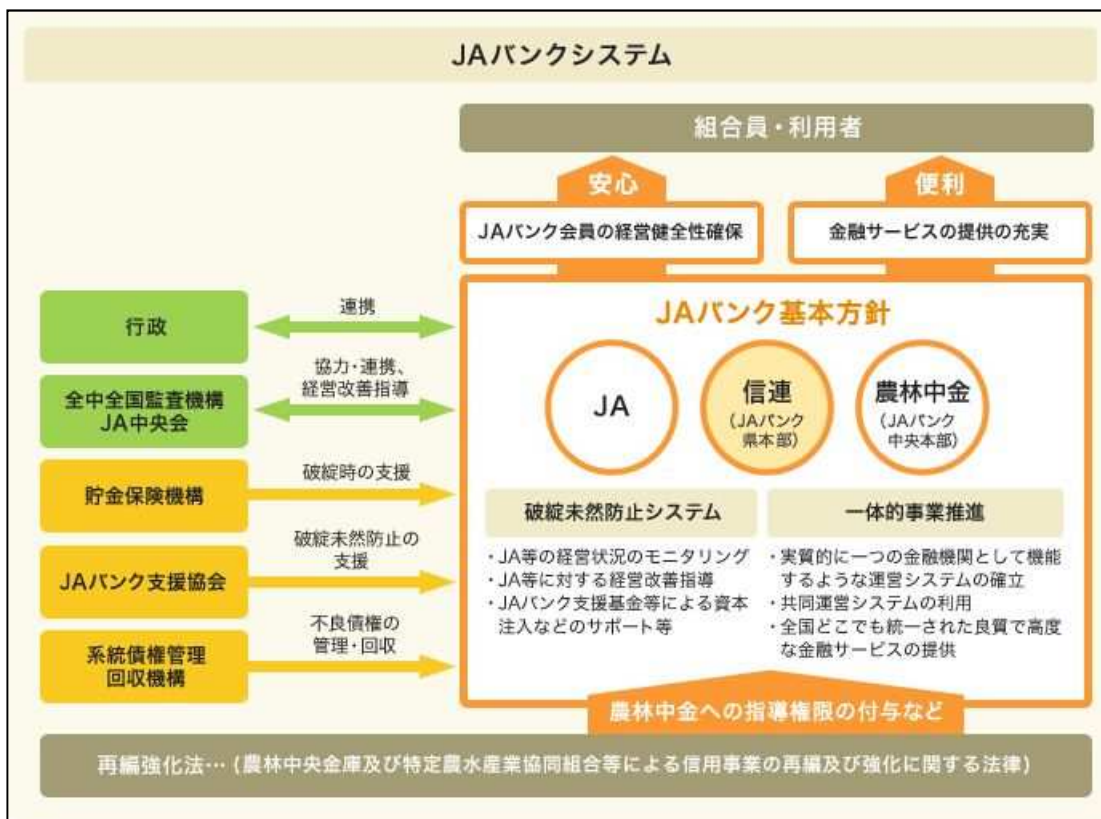 JAバンクシステム
組合員・利用者
安心
便利
JAバンク会員の経営健全性確保
金融サービスの提供の充実
行政
連携
全中全国監査機構
JA中央会
協力・連携、
経営改善指導
貯金保険機構
破綻時の支援
JAバンク支援協会
破綻未然防止の
支援
系統債権管理
回収機構
不良債権の
管理・回収
JAバンク基本方針
JA
信連
(JAバンク
県本部)
農林中金
(JAバンク
中央本部)
破綻未然防止システム
・JA等の経営状況のモニタリング
・JA等に対する経営改善指導
・JAバンク支援基金等による資本
注入などのサポート等
一体的事業推進
・実質的に一つの金融機関として機能
するような運営システムの確立
・共同運営システムの利用
・全国どこでも統一された良質で高度
な金融サービスの提供
農林中金への指導権限の付与など
再編強化法…(農林中央金庫及び特定農水産業協同組合等による信用事業の再編及び強化に関する法律)